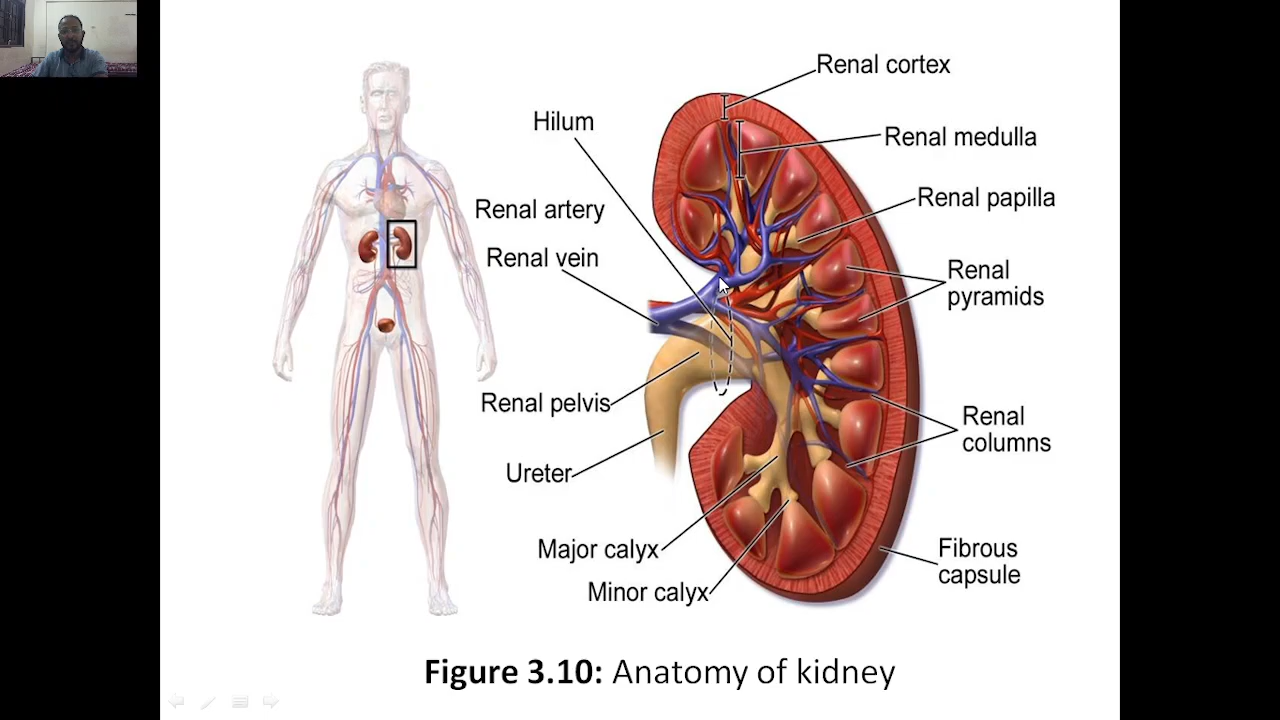 Renal cortex
Hilum
Renal medulla
Renal artery
Renal papilla
Renal vein
Renal
pyramids
Renal pelvis
Renal
columns
Ureter
Major calyx
Fibrous
capsule
Minor calyx
Figure 3.10: Anatomy of kidney